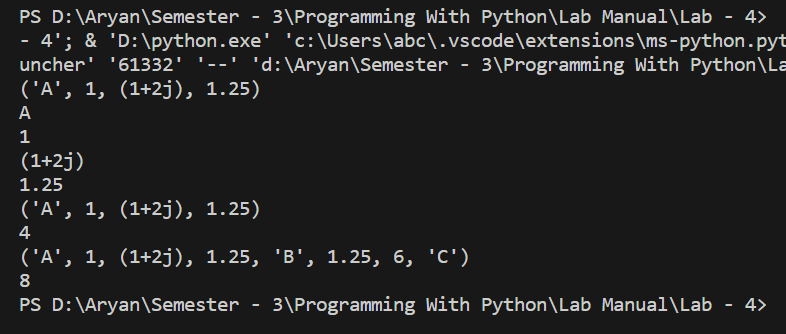 PS D:\Aryan\Semester - 3\Programming With Python\Lab Manual\Lab - 4>
- 4'; & 'D:\python.exe' 'c:\Users\abc\.vscode\extensions\ms-python.pyt
uncher' '61332' '--' 'd:\Aryan\Semester - 3\Programming With Python\La
('A', 1, (1+2j), 1.25)
A
1
(1+2j)
1.25
('A', 1, (1+2j), 1.25)
4
('A', 1, (1+2j), 1.25, 'B', 1.25, 6, 'C')
8
PS D:\Aryan\Semester - 3\Programming With Python\Lab Manual\Lab - 4>